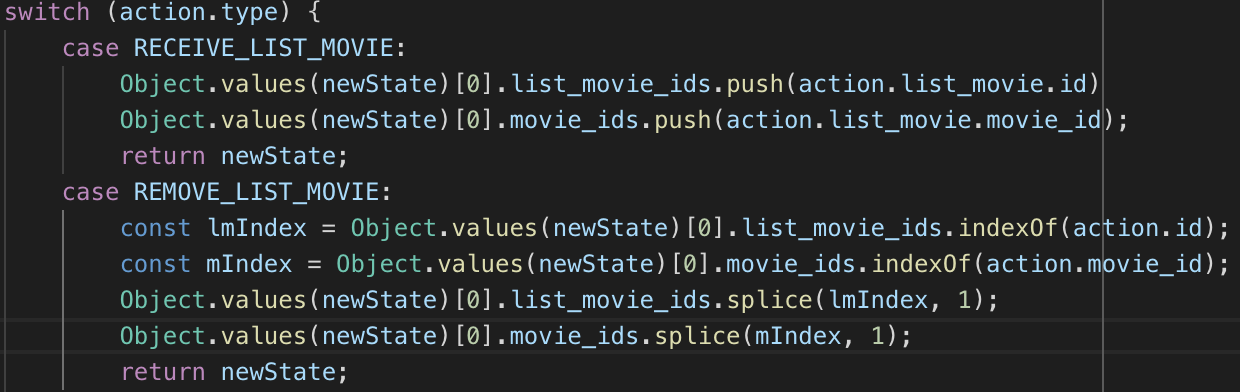 switch (action.type) {
case RECEIVE_LIST_MOVIE:
Object.values(newState)[0].list_movie_ids.push(action.list_movie.id)
Object.values(newState)[0].movie_ids.push(action.list_movie.movie_id);
return newState;
case REMOVE_LIST_MOVIE:
const lmIndex = Object.values(newState)[0].list_movie_ids.indexOf(action.id);
const mIndex = Object.values(newState)[0].movie_ids.indexOf(action.movie_id);
Object.values(newState)[0].list_movie_ids.splice(lmIndex, 1);
Object.values(newState)[0].movie_ids.splice(mIndex, 1);
return newState;